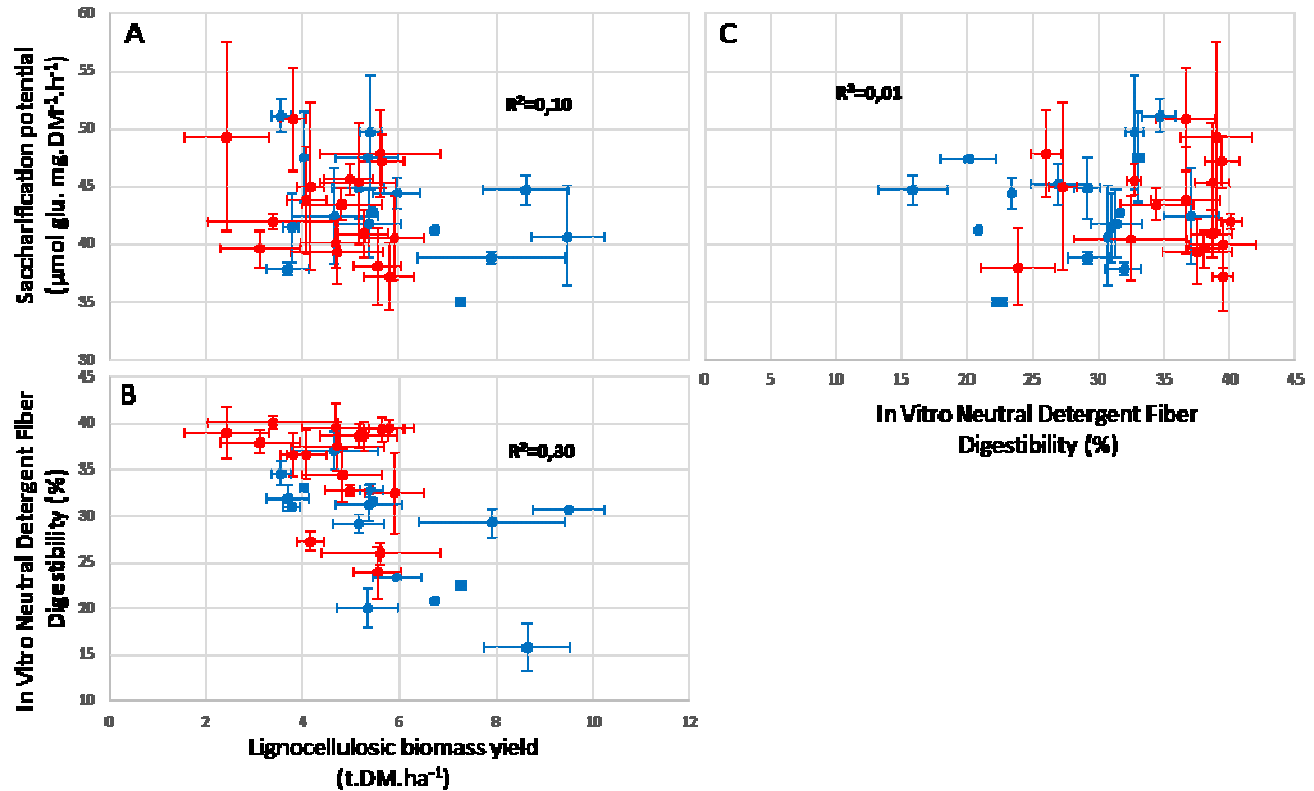 A
Saccharification potential
(µmol glu. mg. DM⁻¹.h⁻¹)
60
55
50
45
40
35
30
R²=0,10
C
R²=0,01
0 5 10 15 20 25 30 35 40 45
In Vitro Neutral Detergent Fiber
Digestibility (%)
B
In Vitro Neutral Detergent Fiber
Digestibility (%)
45
40
35
30
25
20
15
10
R²=0,30
0 2 4 6 8 10 12
Lignocellulosic biomass yield
(t.DM.ha⁻¹)